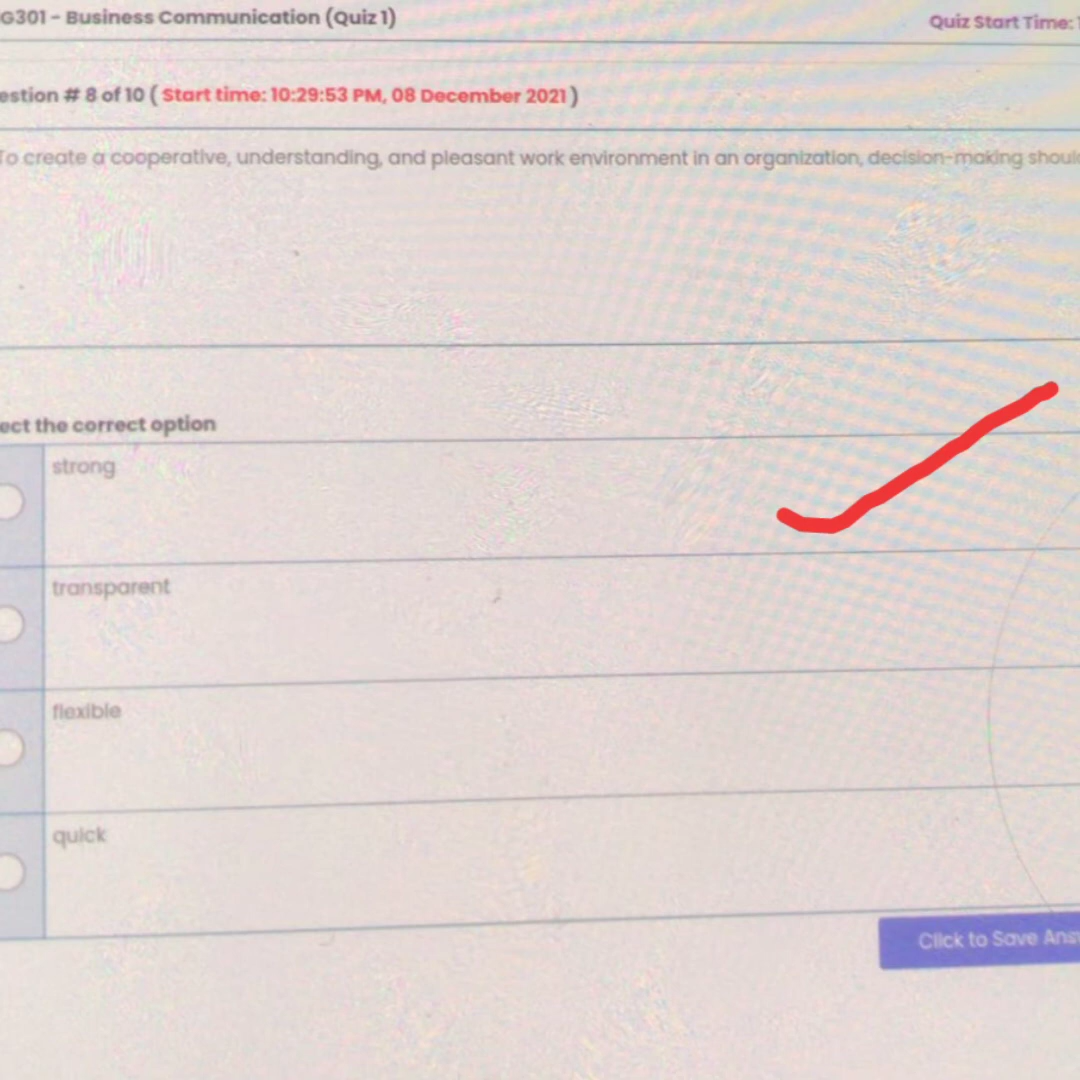 G301 - Business Communication (Quiz 1)
Quiz Start Time: 1
estion # 8 of 10 ( Start time: 10:29:53 PM, 08 December 2021 )
To create a cooperative, understanding, and pleasant work environment in an organization, decision-making shoul
ect the correct option
strong
transparent
flexible
quick
Click to Save Ans